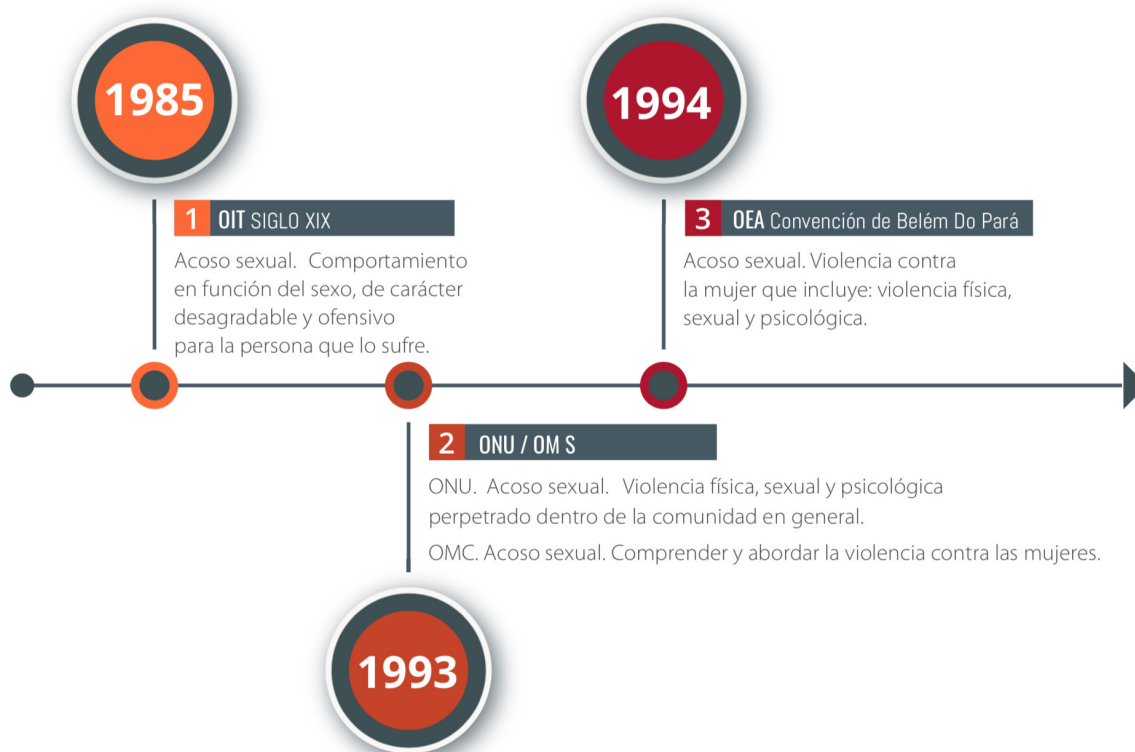 1985
1 OIT SIGLO XIX
Acoso sexual. Comportamiento
en función del sexo, de carácter
desagradable y ofensivo
para la persona que lo sufre.
1994
3 OEA Convención de Belém Do Pará
Acoso sexual. Violencia contra
la mujer que incluye: violencia física,
sexual y psicológica.
2 ONU / OM S
ONU. Acoso sexual. Violencia física, sexual y psicológica
perpetrado dentro de la comunidad en general.
OMC. Acoso sexual. Comprender y abordar la violencia contra las mujeres.
1993